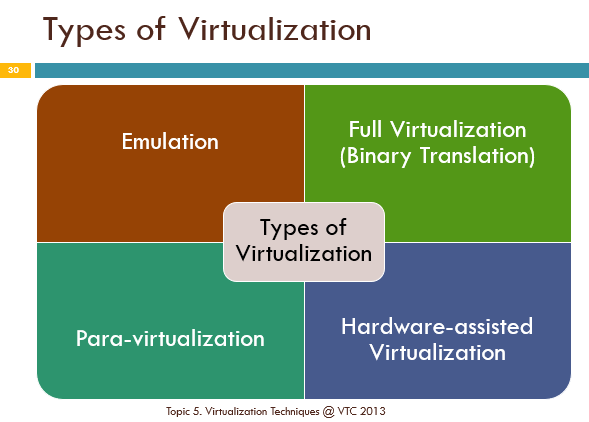 Types of Virtualization
30
Emulation
Full Virtualization
(Binary Translation)
Types of
Virtualization
Para-virtualization
Hardware-assisted
Virtualization
Topic 5. Virtualization Techniques @ VTC 2013